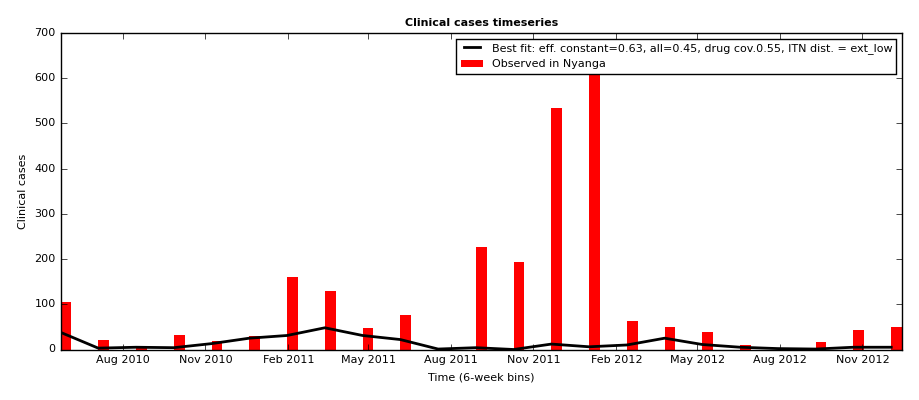 Clinical cases timeseries
700
600
500
400
300
200
100
0
Clinical cases
Best fit: eff. constant=0.63, all=0.45, drug cov.0.55, ITN dist. = ext_low
Observed in Nyanga
Aug 2010 Nov 2010 Feb 2011 May 2011 Aug 2011 Nov 2011 Feb 2012 May 2012 Aug 2012 Nov 2012
Time (6-week bins)